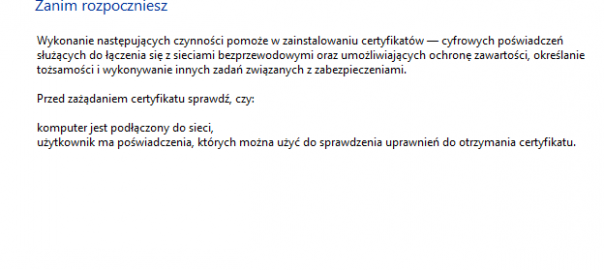 Zanim rozpoczniesz
Wykonanie następujących czynności pomoże w zainstalowaniu certyfikatów — cyfrowych poświadczeń
służących do łączenia się z sieciami bezprzewodowymi oraz umożliwiających ochronę zawartości, określanie
tożsamości i wykonywanie innych zadań związanych z zabezpieczeniami.
Przed zażądaniem certyfikatu sprawdź, czy:
komputer jest podłączony do sieci,
użytkownik ma poświadczenia, których można użyć do sprawdzenia uprawnień do otrzymania certyfikatu.